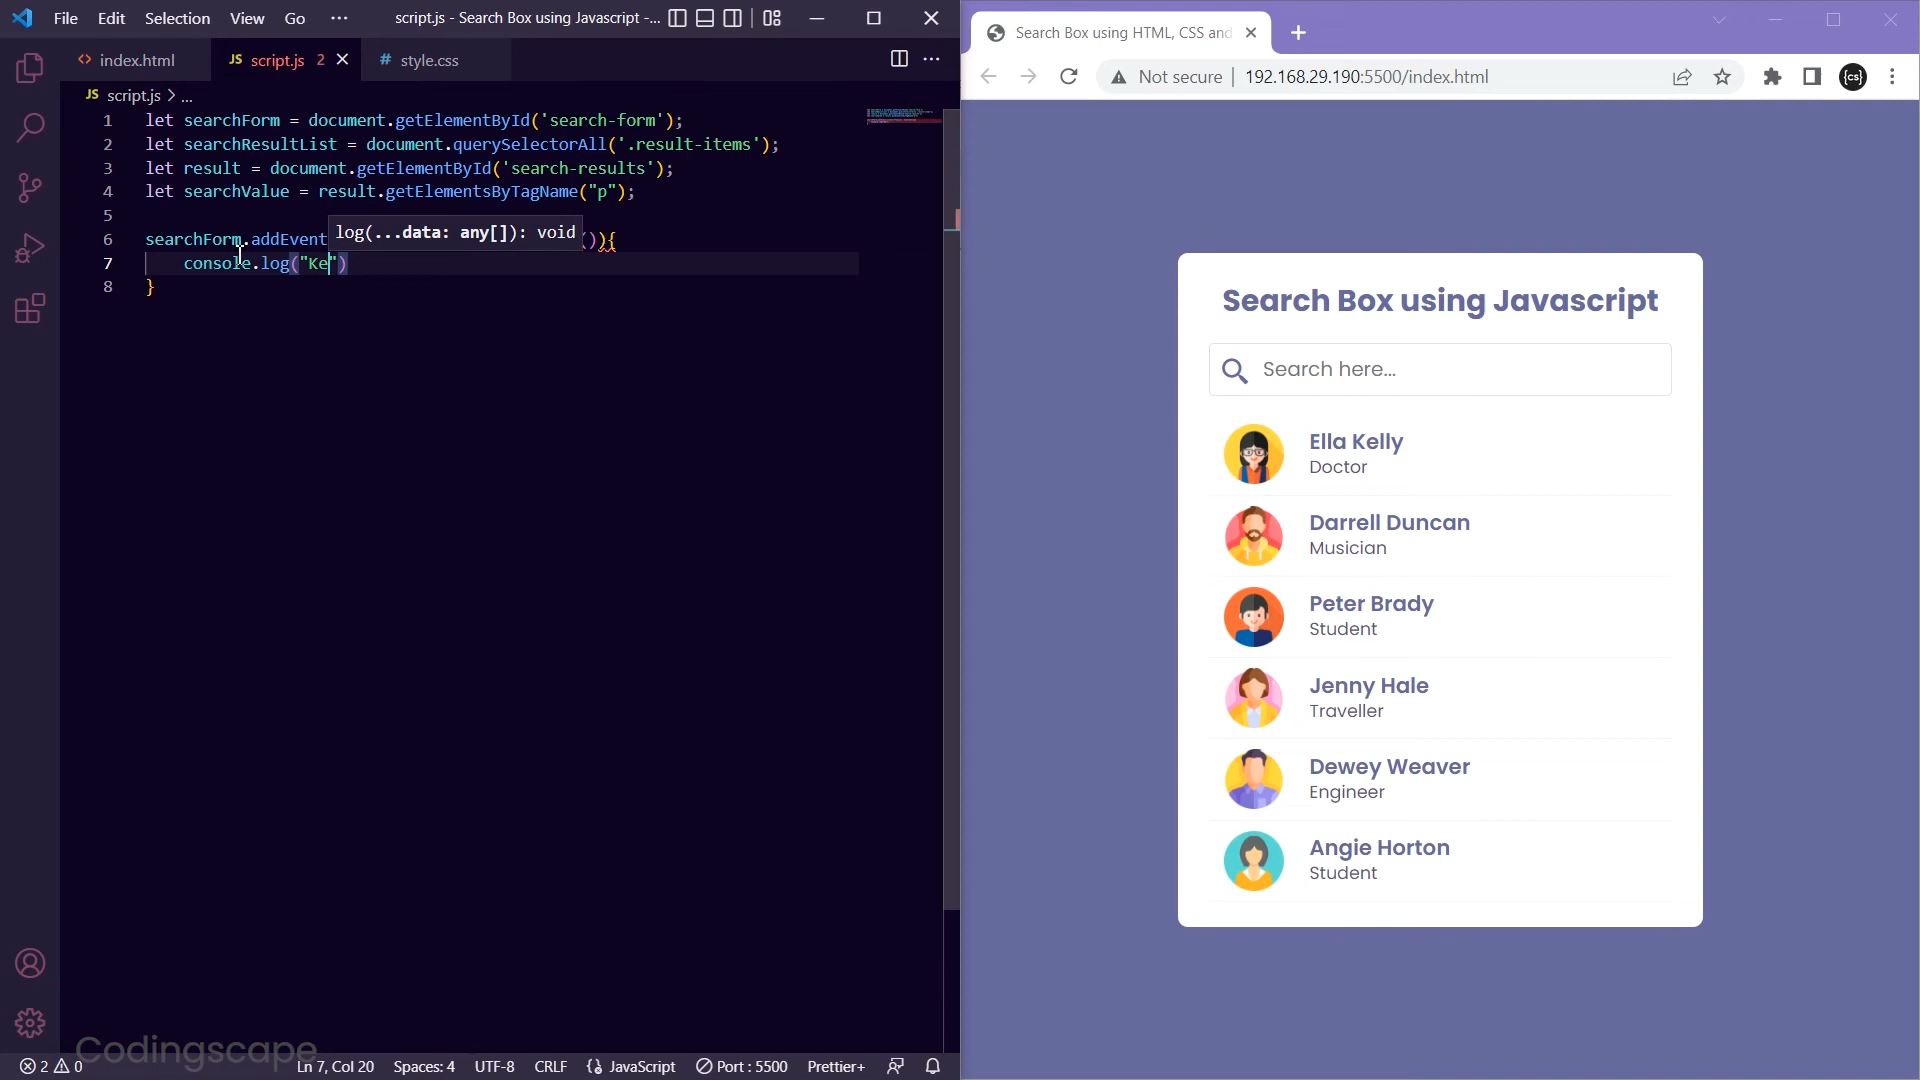 File Edit Selection View Go ··· script.js - Search Box using Javascript -...
index.html JS script.js 2 # style.css
JS script.js > ...
1 let searchForm = document.getElementById('search-form');
2 let searchResultList = document.querySelectorAll('.result-items');
3 let result = document.getElementById('search-results');
4 let searchValue = result.getElementsByTagName("p");
5
log(...data: any[]): void
6 searchForm.addEvent ()){
7 console.log("Ke")
8 }
Codingscape
2 0 Ln 7, Col 20 Spaces: 4 UTF-8 CRLF JavaScript Port : 5500 Prettier+
Search Box using HTML, CSS and
Not secure 192.168.29.190:5500/index.html {cs}
Search Box using Javascript
Search here...
Ella Kelly
Doctor
Darrell Duncan
Musician
Peter Brady
Student
Jenny Hale
Traveller
Dewey Weaver
Engineer
Angie Horton
Student